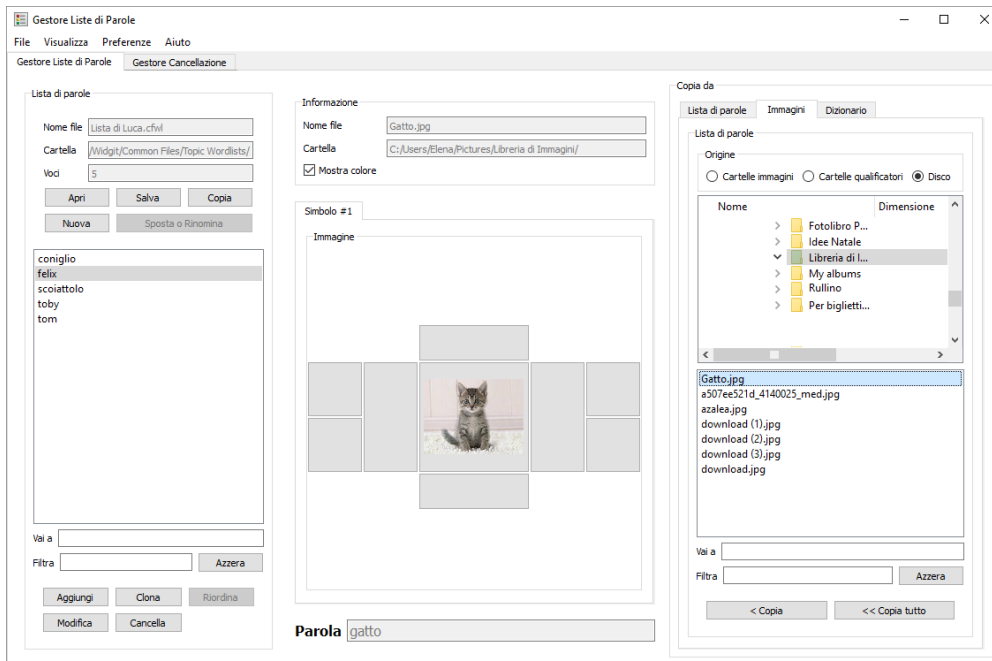 Gestore Liste di Parole
File Visualizza Preferenze Aiuto
Gestore Liste di Parole Gestore Cancellazione
Lista di parole
Nome file Lista di Luca.cfwl
Cartella /Widgit/Common Files/Topic Wordlists/
Voci 5
Apri Salva Copia
Nuova Sposta o Rinomina
coniglio
felix
scoiattolo
toby
tom
Vai a
Filtra Azzera
Aggiungi Clona Riordina
Modifica Cancella
Informazione
Nome file Gatto.jpg
Cartella C:/Users/Elena/Pictures/Libreria di Immagini/
Mostra colore
Simbolo #1
Immagine
Parola gatto
Copia da
Lista di parole Immagini Dizionario
Lista di parole
Origine
Cartelle immagini Cartelle qualificatori Disco
Nome Dimensione
Fotolibro P...
Idee Natale
Libreria di I...
My albums
Rullino
Per biglietti...
Gatto.jpg
a507ee521d_4140025_med.jpg
azalea.jpg
download (1).jpg
download (2).jpg
download (3).jpg
download.jpg
Vai a
Filtra Azzera
< Copia << Copia tutto